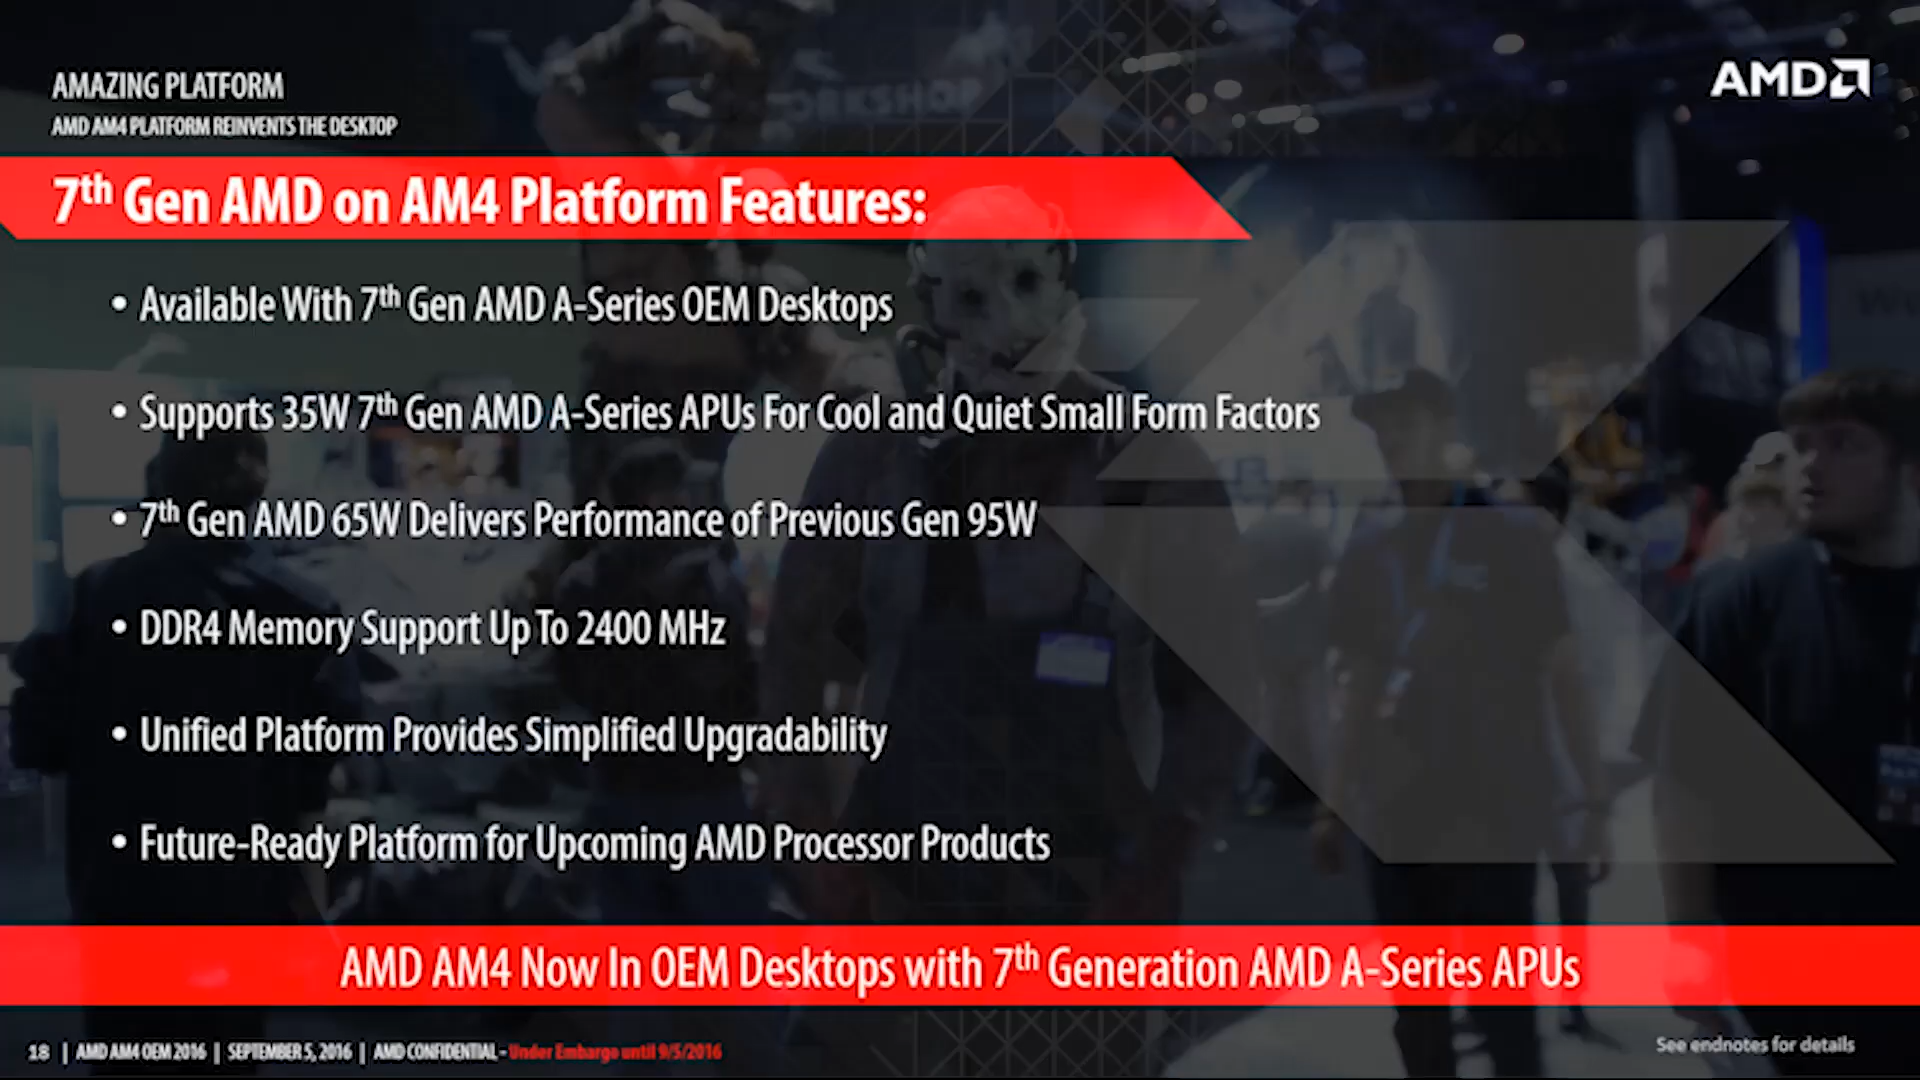 AMAZING PLATFORM
AMD AM4 PLATFORM REINVENTS THE DESKTOP
AMD
7th Gen AMD on AM4 Platform Features:
• Available With 7th Gen AMD A-Series OEM Desktops
• Supports 35W 7th Gen AMD A-Series APUs For Cool and Quiet Small Form Factors
• 7th Gen AMD 65W Delivers Performance of Previous Gen 95W
• DDR4 Memory Support Up To 2400 MHz
• Unified Platform Provides Simplified Upgradability
• Future-Ready Platform for Upcoming AMD Processor Products
AMD AM4 Now In OEM Desktops with 7th Generation AMD A-Series APUs
18 | AMD AM4 OEM 2016 | SEPTEMBER 5, 2016 | AMD CONFIDENTIAL - Under Embargo until 9/5/2016
See endnotes for details